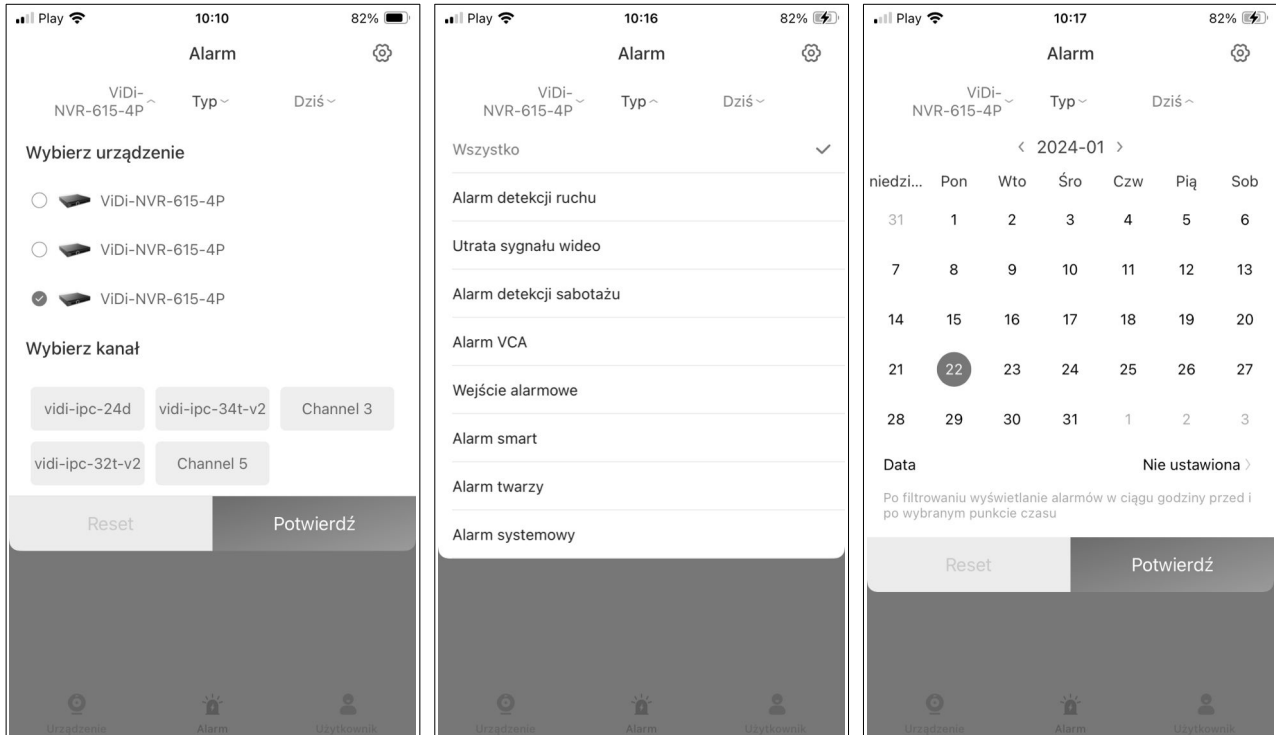 Play 10:10 82%
Alarm
ViDi-
NVR-615-4P Typ Dziś
Wybierz urządzenie
ViDi-NVR-615-4P
ViDi-NVR-615-4P
ViDi-NVR-615-4P
Wybierz kanał
vidi-ipc-24d vidi-ipc-34t-v2 Channel 3
vidi-ipc-32t-v2 Channel 5
Reset Potwierdź
Urządzenie Alarm Użytkownik
Play 10:16 82%
Alarm
ViDi-
NVR-615-4P Typ Dziś
Wszystko
Alarm detekcji ruchu
Utrata sygnału wideo
Alarm detekcji sabotażu
Alarm VCA
Wejście alarmowe
Alarm smart
Alarm twarzy
Alarm systemowy
Urządzenie Alarm Użytkownik
Play 10:17 82%
Alarm
ViDi-
NVR-615-4P Typ Dziś
< 2024-01 >
niedzi... Pon Wto Śro Czw Pią Sob
31 1 2 3 4 5 6
7 8 9 10 11 12 13
14 15 16 17 18 19 20
21 22 23 24 25 26 27
28 29 30 31 1 2 3
Data Nie ustawiona >
Po filtrowaniu wyświetlanie alarmów w ciągu godziny przed i
po wybranym punkcie czasu
Reset Potwierdź
Urządzenie Alarm Użytkownik